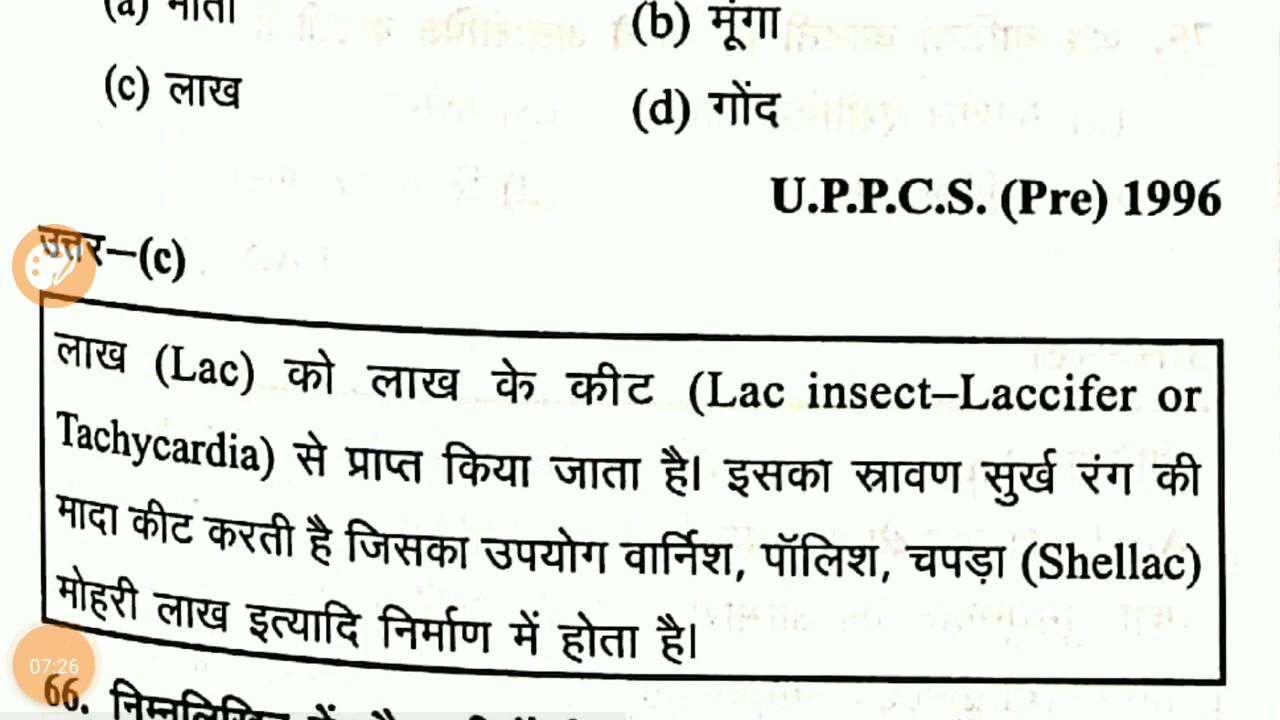 (a) मोती
(b) मूंगा
(c) लाख
(d) गोंद
U.P.P.C.S. (Pre) 1996
उत्तर–(c)
लाख (Lac) को लाख के कीट (Lac insect–Laccifer or
Tachycardia) से प्राप्त किया जाता है। इसका स्रावण सुर्ख रंग की
मादा कीट करती है जिसका उपयोग वार्निश, पॉलिश, चपड़ा (Shellac)
मोहरी लाख इत्यादि निर्माण में होता है।
07:26
66. निम्नलिखित में